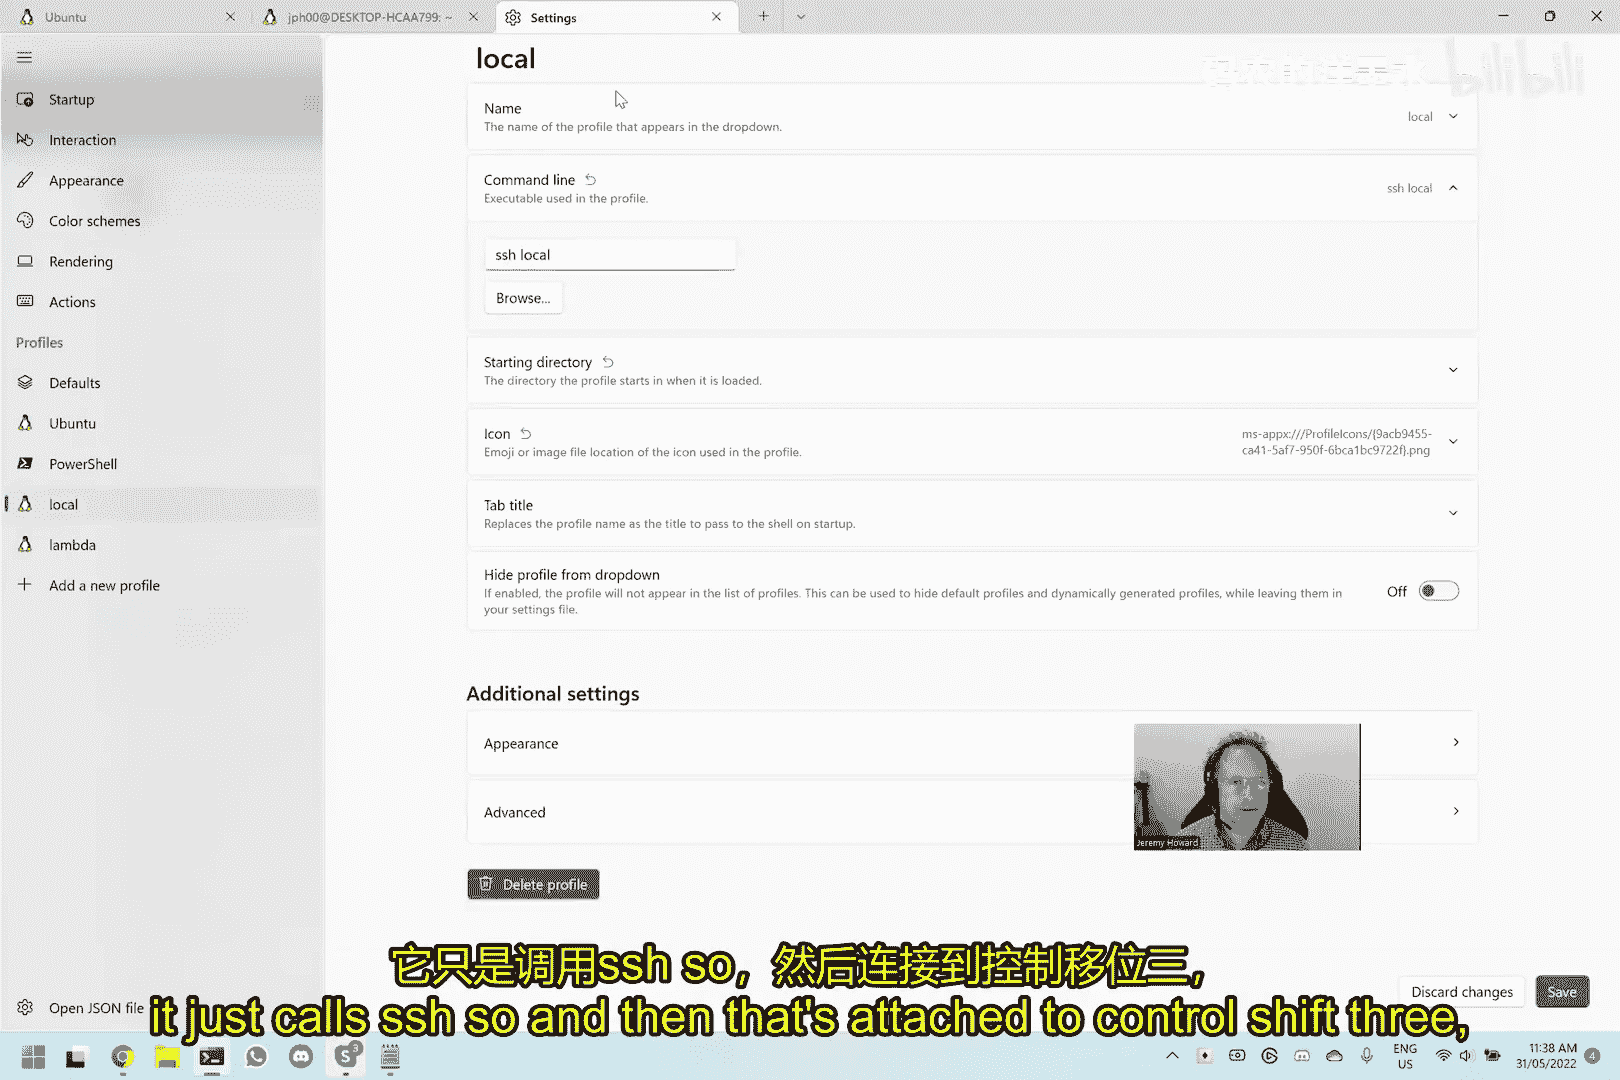 Ubuntu
jph00@DESKTOP-HCAA799: ~
Settings
local
bilibili
Startup
Interaction
Appearance
Color schemes
Rendering
Actions
Profiles
Defaults
Ubuntu
PowerShell
local
lambda
Add a new profile
Open JSON file
Name
The name of the profile that appears in the dropdown.
local
Command line
Executable used in the profile.
ssh local
ssh local
Browse...
Starting directory
The directory the profile starts in when it is loaded.
Icon
Emoji or image file location of the icon used in the profile.
ms-appx:///ProfileIcons/{9acb9455-
ca41-5af7-950f-6bca1bc9722f}.png
Tab title
Replaces the profile name as the title to pass to the shell on startup.
Hide profile from dropdown
If enabled, the profile will not appear in the list of profiles. This can be used to hide default profiles and dynamically generated profiles, while leaving them in
your settings file.
Off
Additional settings
Appearance
Advanced
Jeremy Howard
Delete profile
它只是调用ssh so，然后连接到控制移位三，
it just calls ssh so and then that's attached to control shift three,
Discard changes
Save
3
ENG
US
11:38 AM
31/05/2022
4